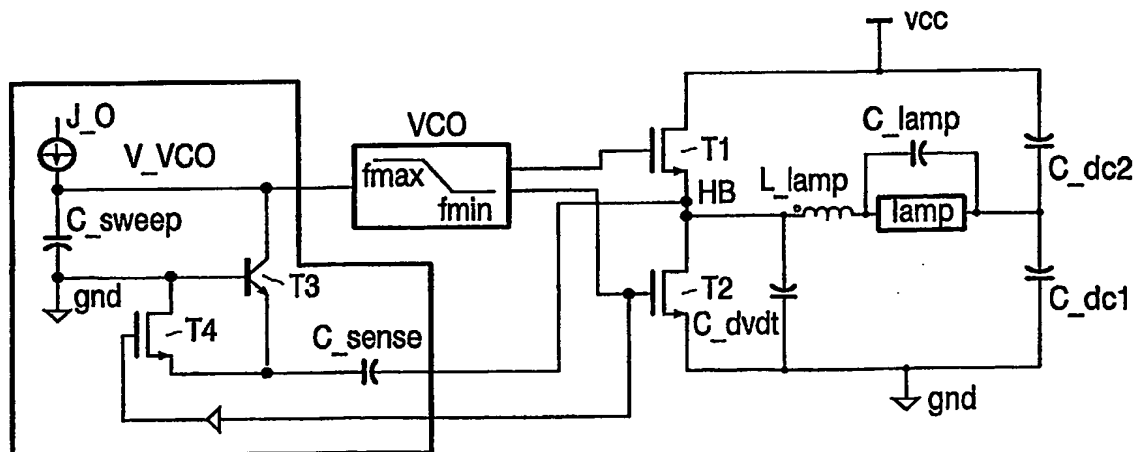 vcc
J_O
V_VCO
VCO
fmax
fmin
T1
C_lamp
C_dc2
HB
L_lamp
lamp
C_sweep
gnd
T3
T4
C_sense
T2
C_dvdt
C_dc1
gnd